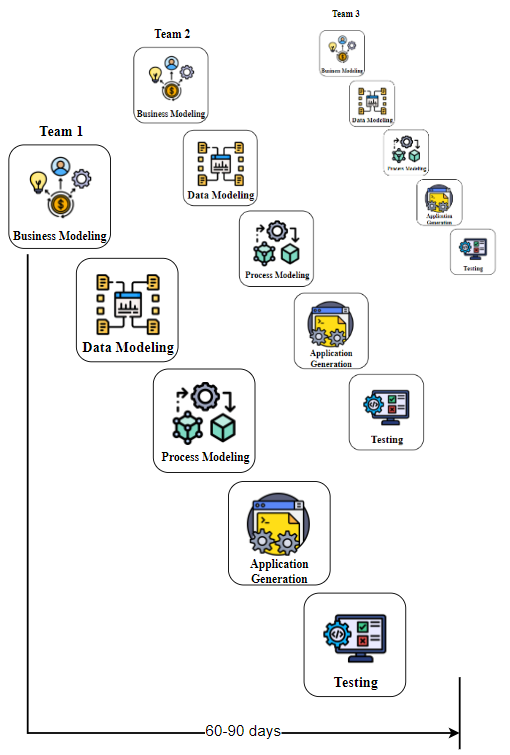 Team 1
Business Modeling
Data Modeling
Process Modeling
Application
Generation
Testing
Team 2
Business Modeling
Data Modeling
Process Modeling
Application
Generation
Testing
Team 3
Business Modeling
Data Modeling
Process Modeling
Application
Generation
Testing
60-90 days